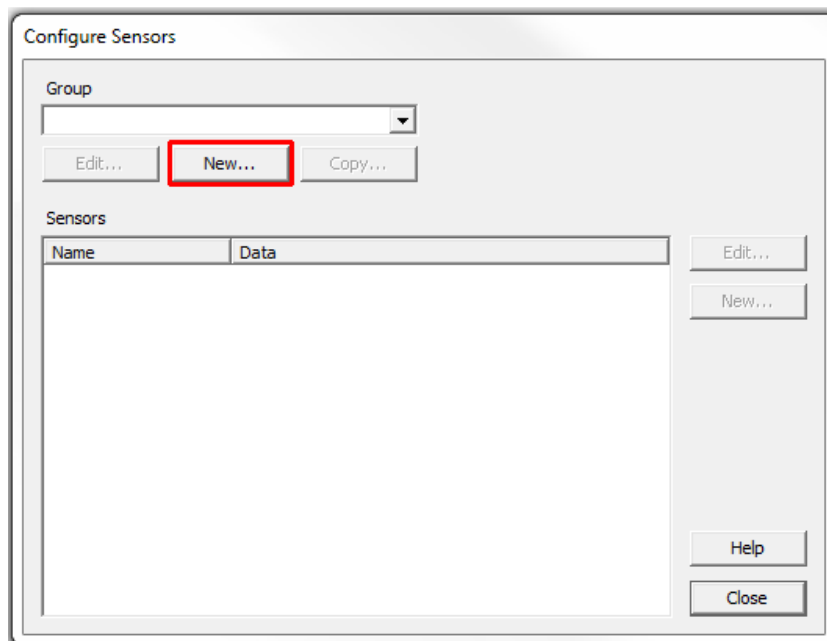 Configure Sensors
Group
Edit... New... Copy...
Sensors
Name Data
Edit...
New...
Help
Close